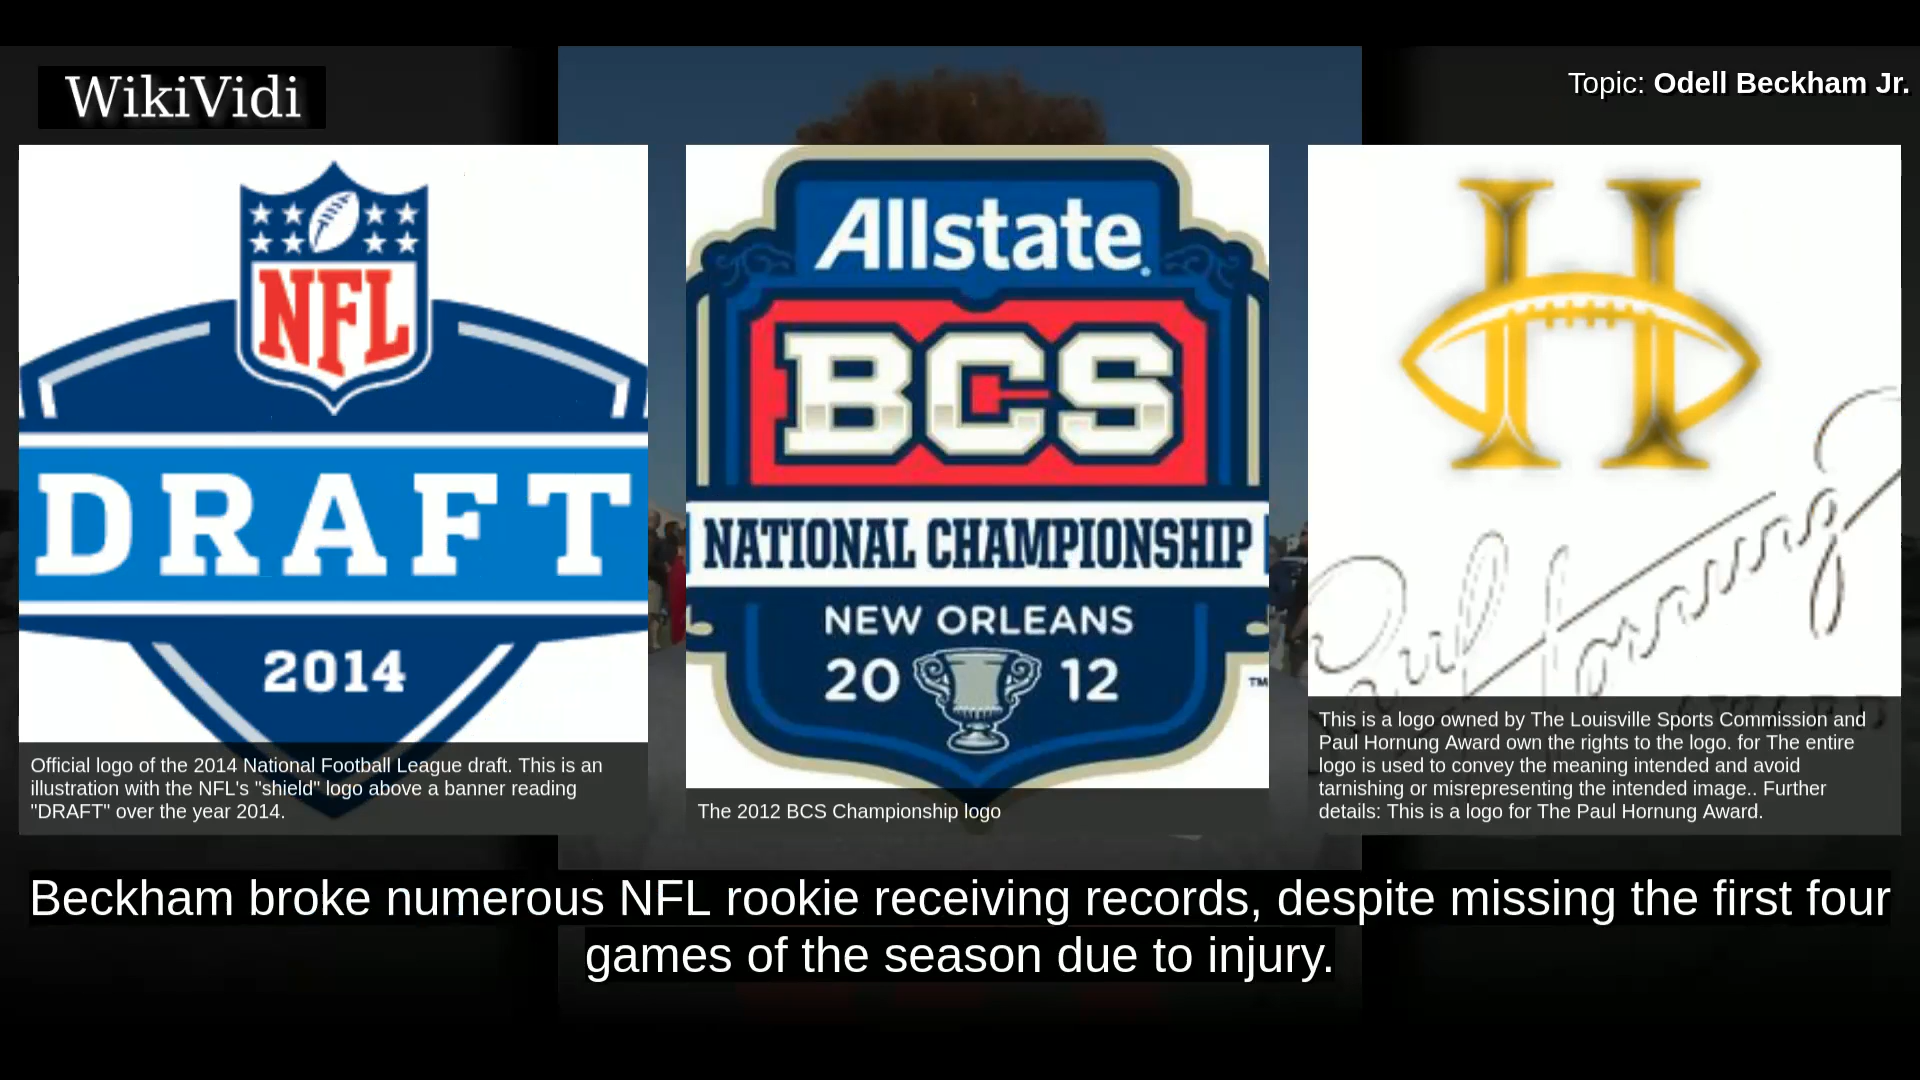 WikiVidi
Topic: Odell Beckham Jr.
NFL
DRAFT
2014
Official logo of the 2014 National Football League draft. This is an
illustration with the NFL's "shield" logo above a banner reading
"DRAFT" over the year 2014.
Allstate
BCS
NATIONAL CHAMPIONSHIP
NEW ORLEANS
20 12
TM
The 2012 BCS Championship logo
H
Paul Hornung
This is a logo owned by The Louisville Sports Commission and
Paul Hornung Award own the rights to the logo. for The entire
logo is used to convey the meaning intended and avoid
tarnishing or misrepresenting the intended image.. Further
details: This is a logo for The Paul Hornung Award.
Beckham broke numerous NFL rookie receiving records, despite missing the first four
games of the season due to injury.